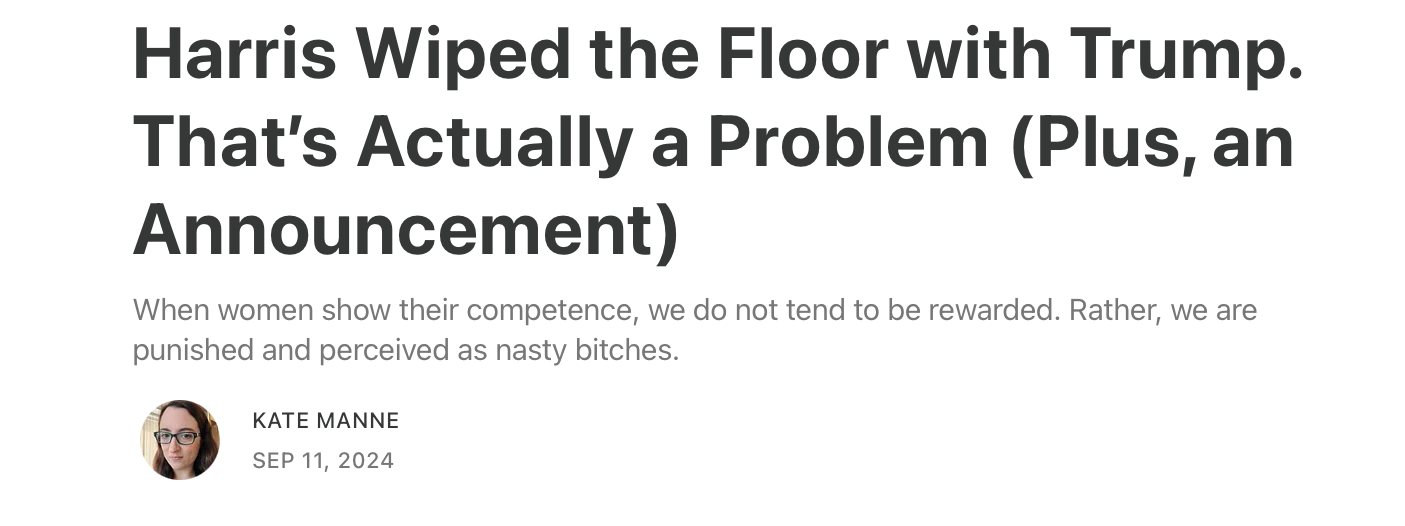 Harris Wiped the Floor with Trump.
That's Actually a Problem (Plus, an
Announcement)
When women show their competence, we do not tend to be rewarded. Rather, we are
punished and perceived as nasty bitches.
KATE MANNE
SEP 11, 2024